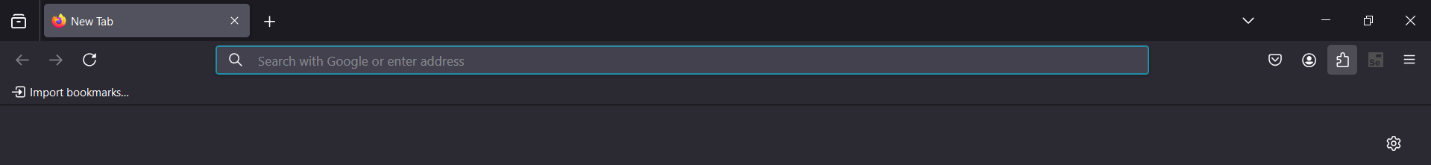 New Tab
Search with Google or enter address
Import bookmarks...